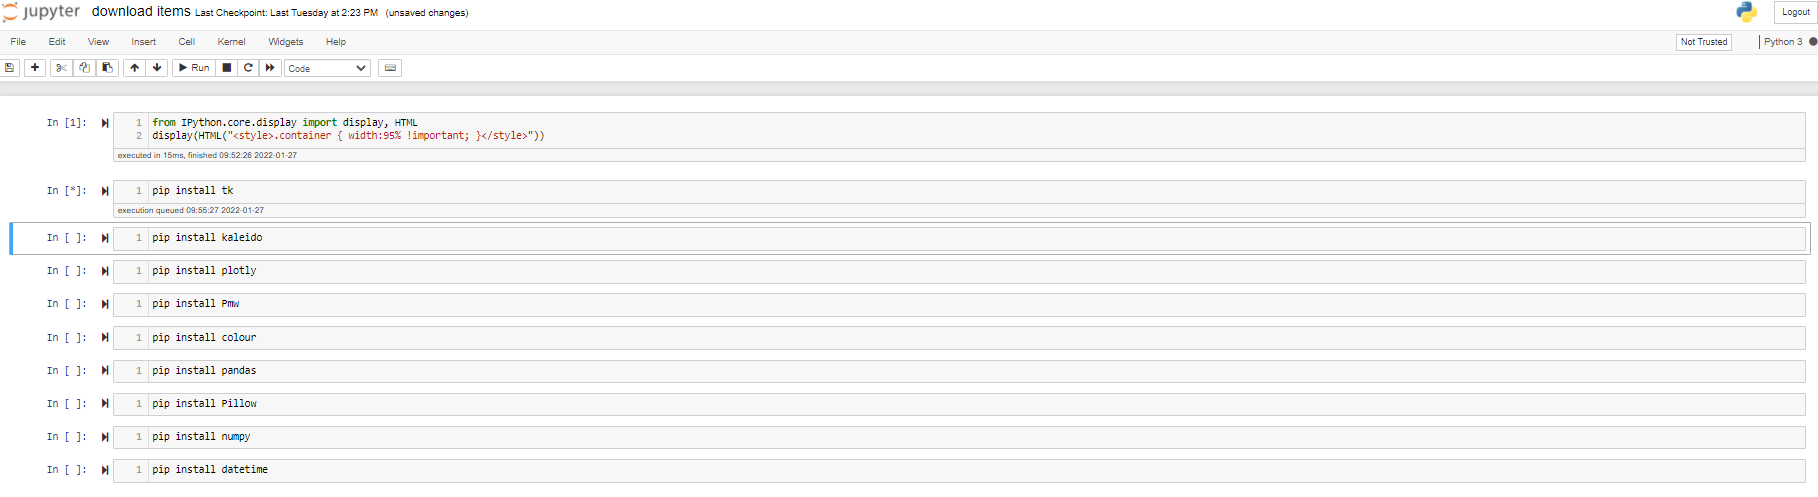 jupyter download items Last Checkpoint: Last Tuesday at 2:23 PM (unsaved changes) Logout
File Edit View Insert Cell Kernel Widgets Help Not Trusted Python 3
Run Code
In [1]: 1 from IPython.core.display import display, HTML
2 display(HTML("<style>.container { width:95% !important; }</style>"))
executed in 15ms, finished 09:52:26 2022-01-27
In [*]: 1 pip install tk
execution queued 09:55:27 2022-01-27
In [ ]: 1 pip install kaleido
In [ ]: 1 pip install plotly
In [ ]: 1 pip install Pmw
In [ ]: 1 pip install colour
In [ ]: 1 pip install pandas
In [ ]: 1 pip install Pillow
In [ ]: 1 pip install numpy
In [ ]: 1 pip install datetime